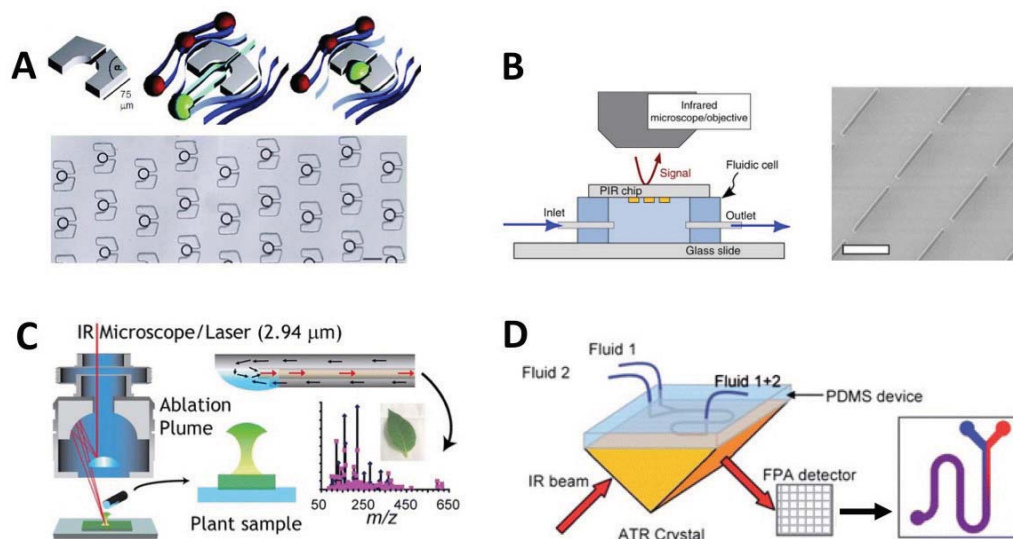 A
α
75
μm
B
Infrared
microscope/objective
Signal
Fluidic cell
PIR chip
Inlet
Outlet
Glass slide
C
IR Microscope/Laser (2.94 μm)
Ablation
Plume
Plant sample
50
250
450
650
m/z
D
Fluid 1
Fluid 2
Fluid 1+2
PDMS device
IR beam
FPA detector
ATR Crystal